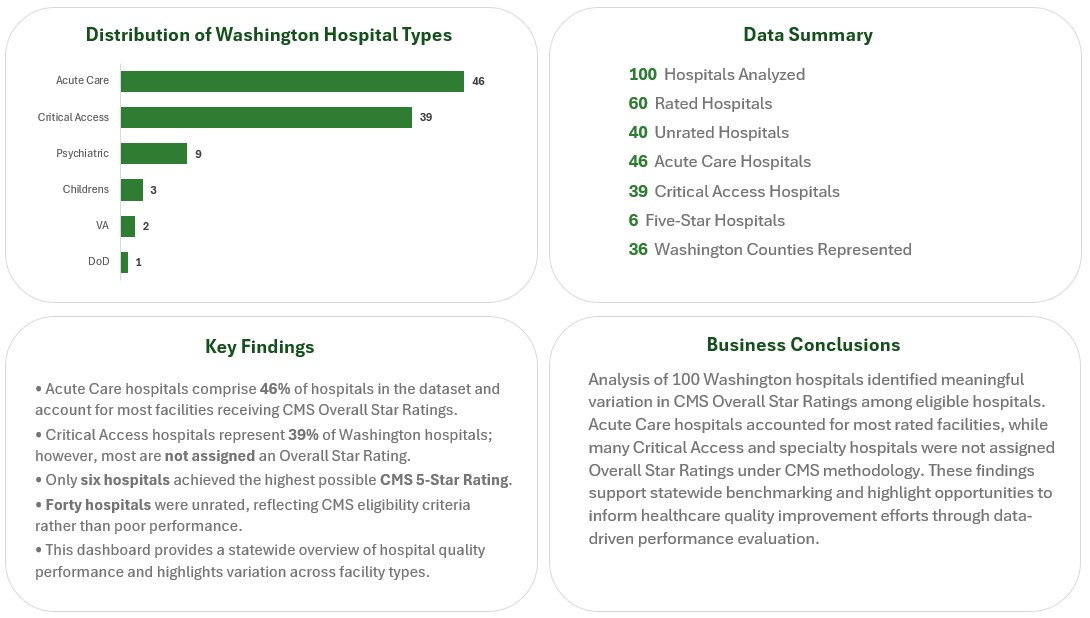 Distribution of Washington Hospital Types
Acute Care 46
Critical Access 39
Psychiatric 9
Childrens 3
VA 2
DoD 1
Data Summary
100 Hospitals Analyzed
60 Rated Hospitals
40 Unrated Hospitals
46 Acute Care Hospitals
39 Critical Access Hospitals
6 Five-Star Hospitals
36 Washington Counties Represented
Key Findings
• Acute Care hospitals comprise 46% of hospitals in the dataset and
account for most facilities receiving CMS Overall Star Ratings.
• Critical Access hospitals represent 39% of Washington hospitals;
however, most are not assigned an Overall Star Rating.
• Only six hospitals achieved the highest possible CMS 5-Star Rating.
• Forty hospitals were unrated, reflecting CMS eligibility criteria
rather than poor performance.
• This dashboard provides a statewide overview of hospital quality
performance and highlights variation across facility types.
Business Conclusions
Analysis of 100 Washington hospitals identified meaningful
variation in CMS Overall Star Ratings among eligible hospitals.
Acute Care hospitals accounted for most rated facilities, while
many Critical Access and specialty hospitals were not assigned
Overall Star Ratings under CMS methodology. These findings
support statewide benchmarking and highlight opportunities to
inform healthcare quality improvement efforts through data-
driven performance evaluation.